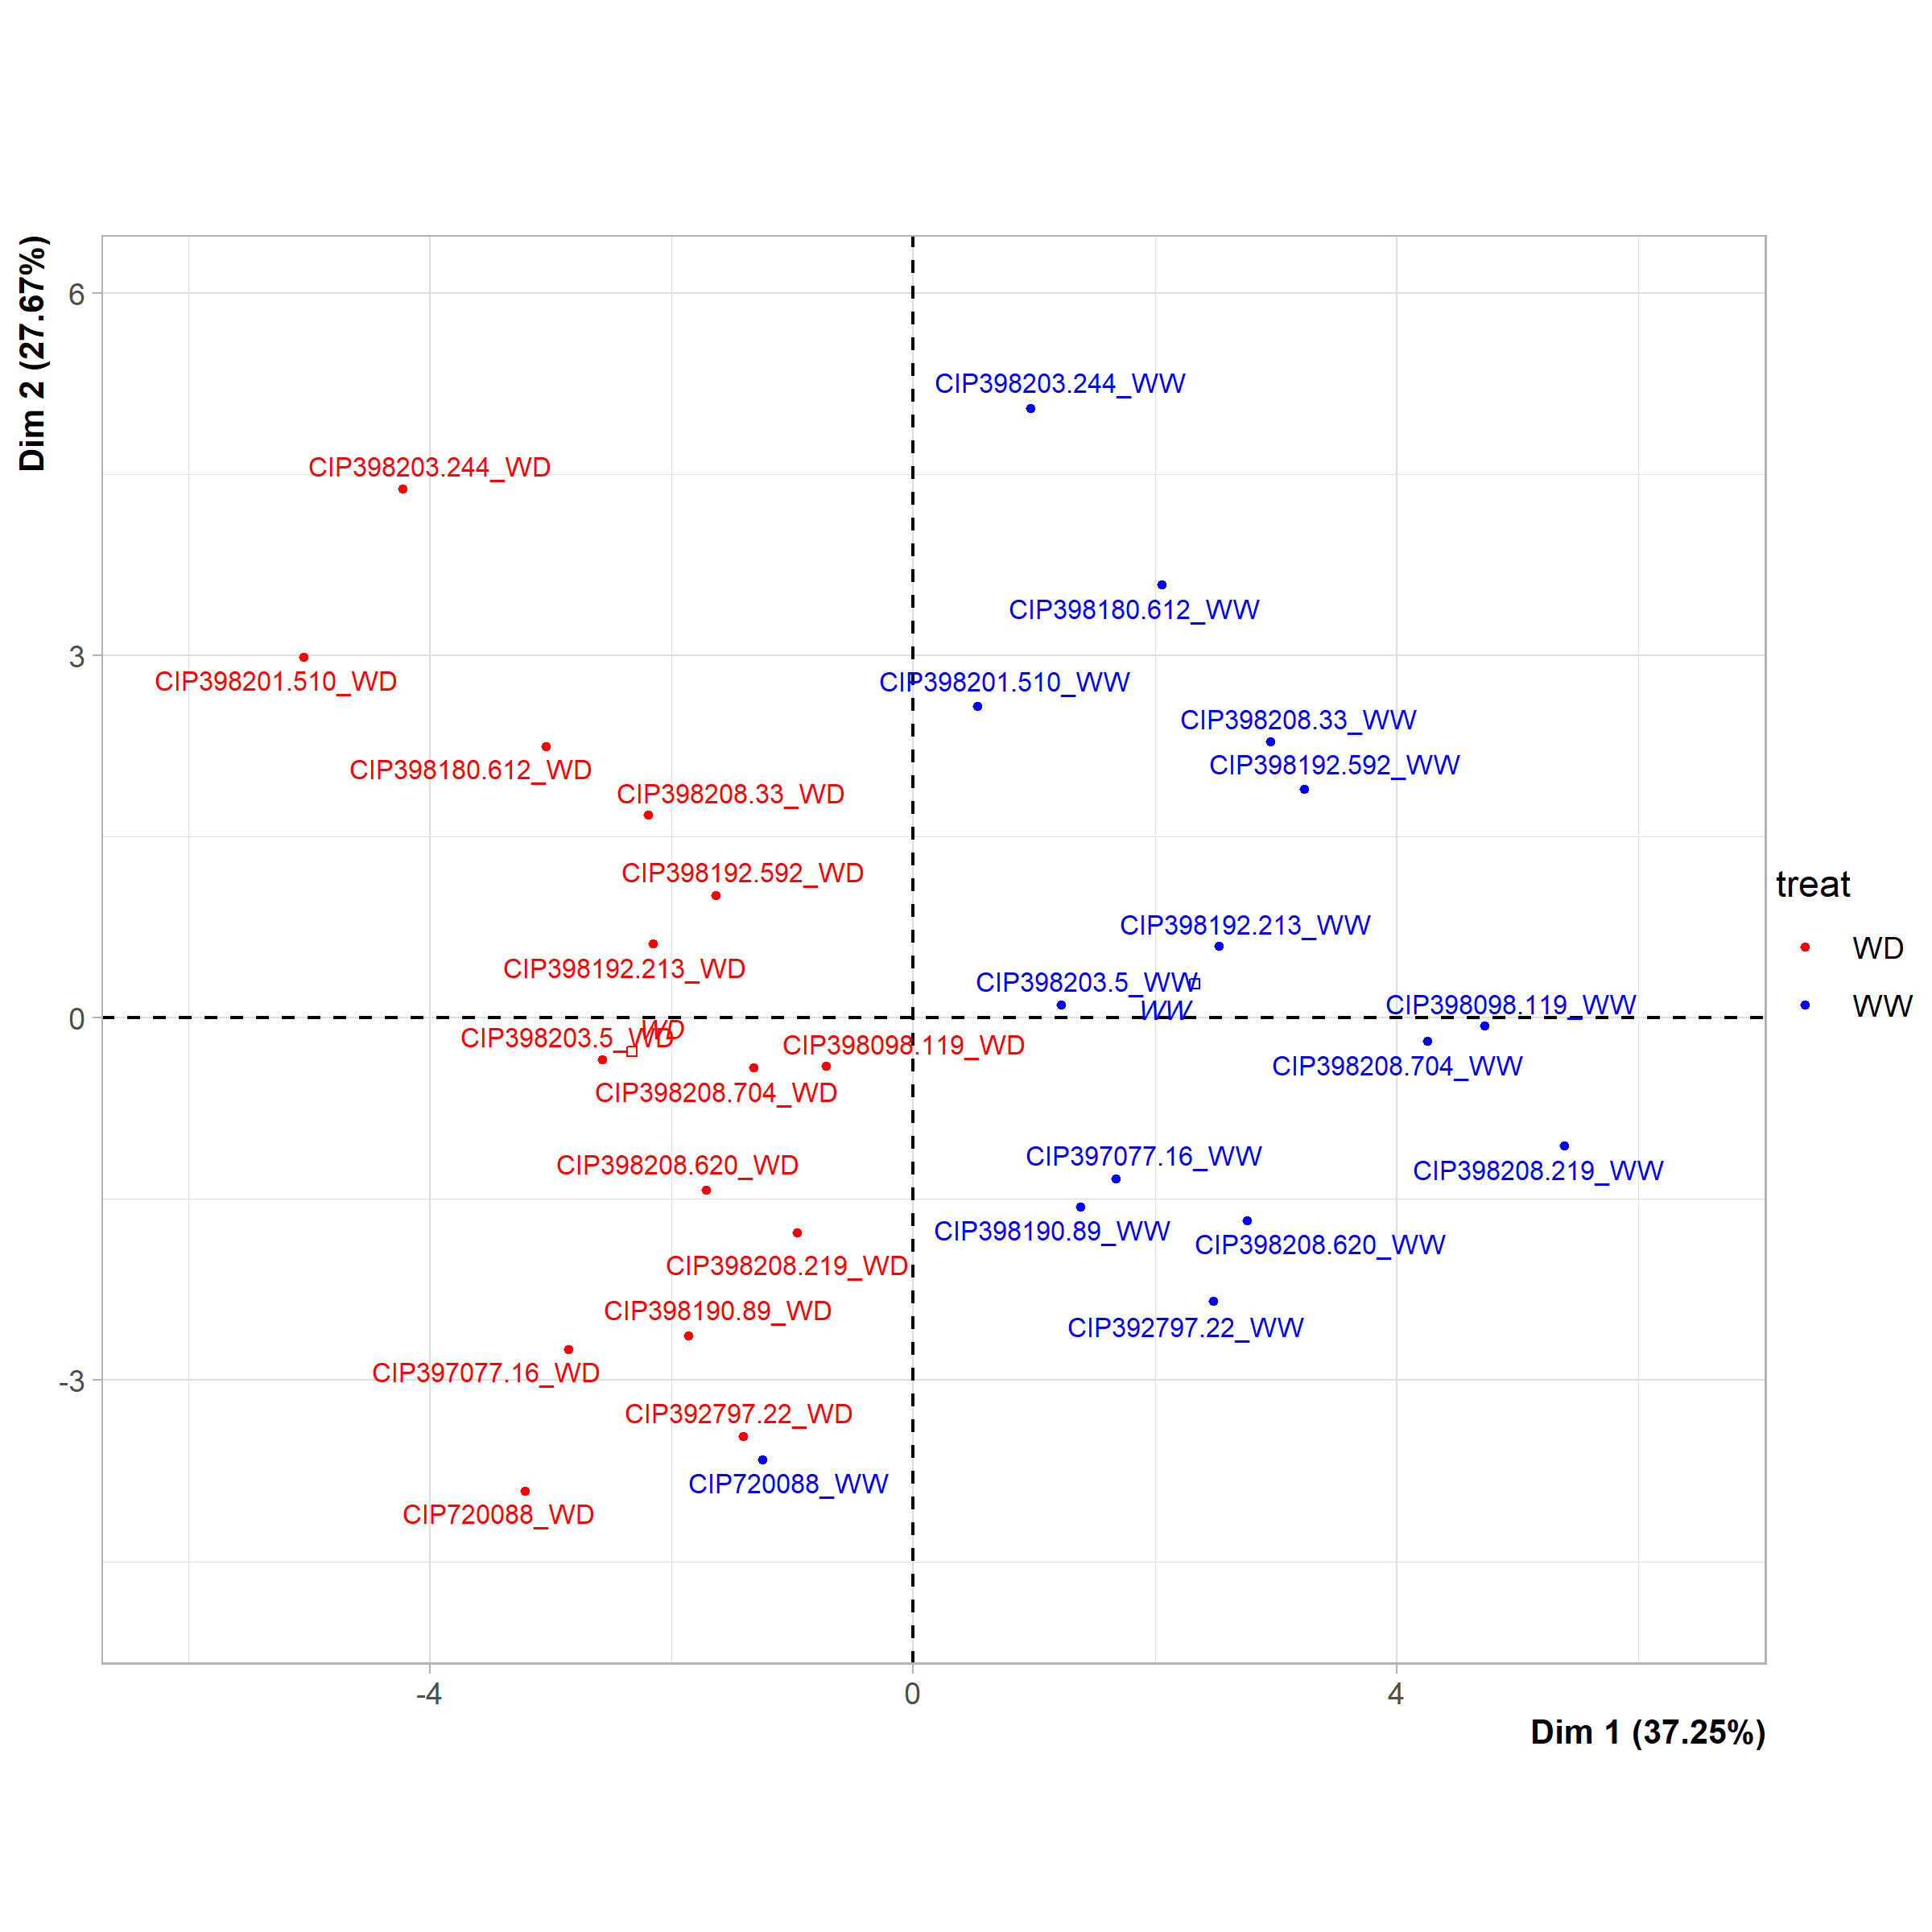 Dim 2 (27.67%)
6
3
0
-3
CIP398203.244_WW
CIP398203.244_WD
CIP398180.612_WW
CIP398201.510_WD
CIP398201.510_WW
CIP398208.33_WW
CIP398192.592_WW
CIP398180.612_WD
CIP398208.33_WD
CIP398192.592_WD
CIP398192.213_WW
CIP398192.213_WD
CIP398203.5_WW
WW
CIP398098.119_WW
WD
CIP398203.5_WD
CIP398098.119_WD
CIP398208.704_WW
CIP398208.704_WD
CIP397077.16_WW
CIP398208.620_WD
CIP398208.219_WW
CIP398190.89_WW
CIP398208.620_WW
CIP398208.219_WD
CIP398190.89_WD
CIP392797.22_WW
CIP397077.16_WD
CIP392797.22_WD
CIP720088_WW
CIP720088_WD
treat
WD
WW
-4
0
4
Dim 1 (37.25%)